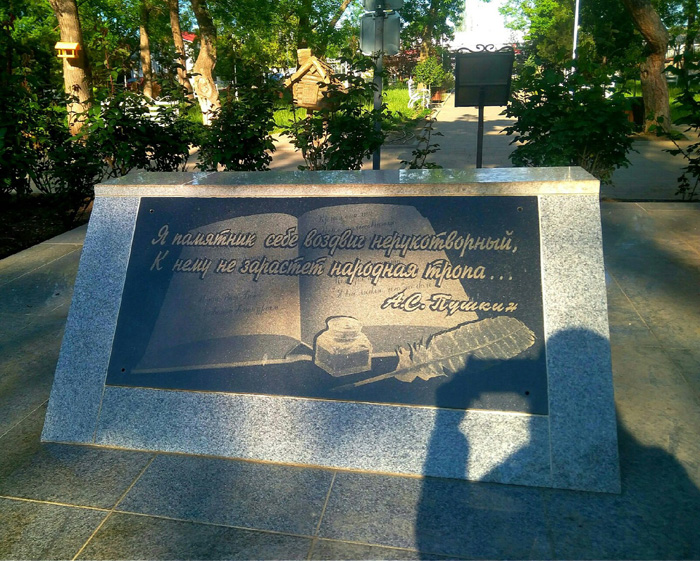 Я памятник себе воздвиг нерукотворный,
К нему не зарастет народная тропа...
А.С. Пушкин